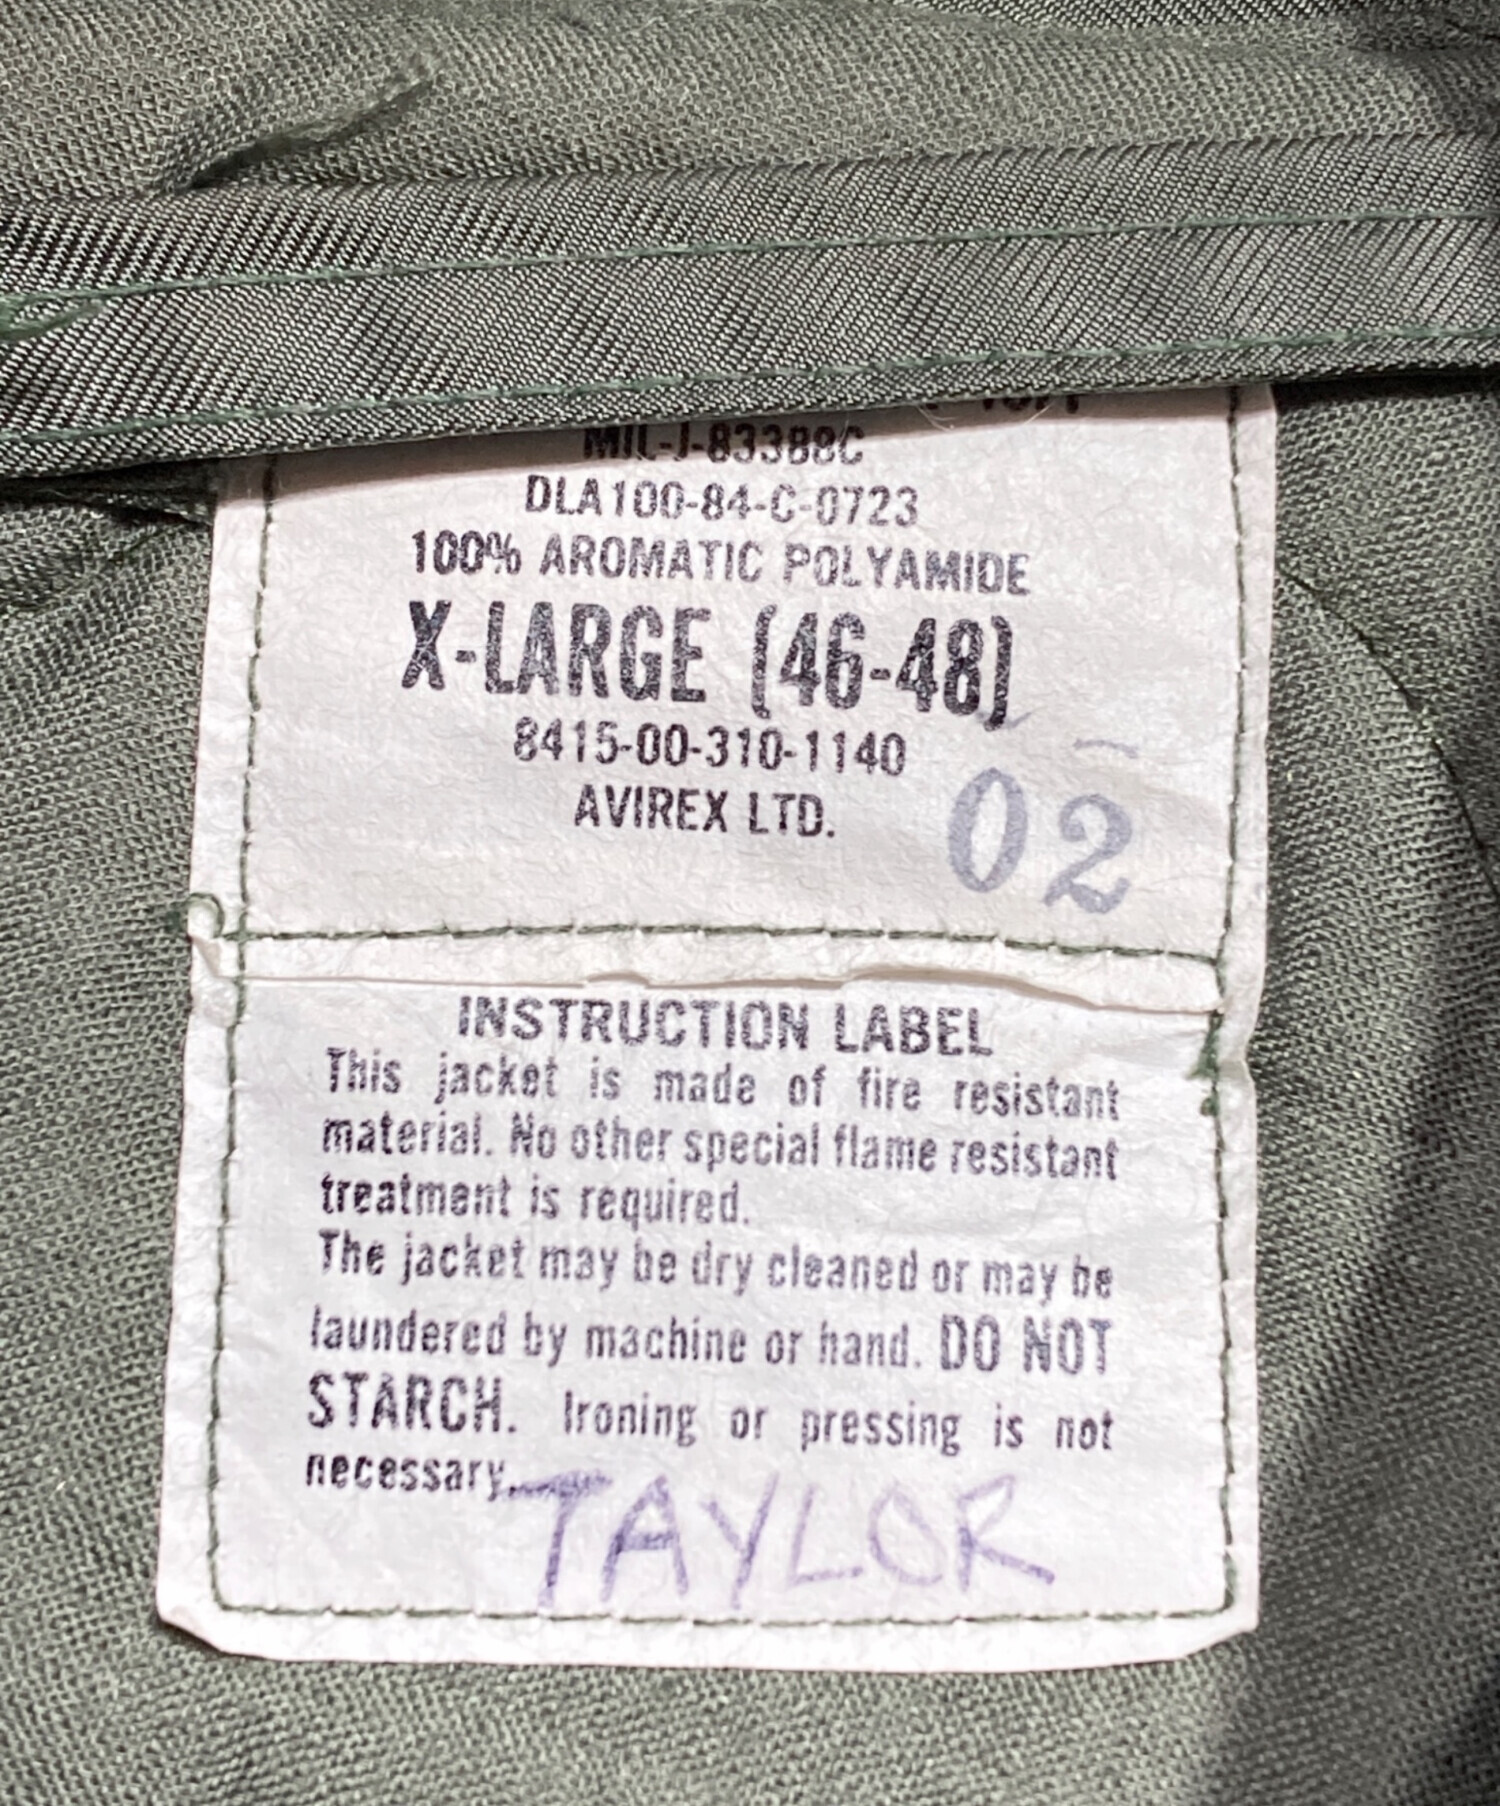 MIL-J-83388C
DLA100-84-C-0723
100% AROMATIC POLYAMIDE
X-LARGE (46-48)
8415-00-310-1140
AVIREX LTD.
02
INSTRUCTION LABEL
This jacket is made of fire resistant
material. No other special flame resistant
treatment is required.
The jacket may be dry cleaned or may be
laundered by machine or hand. DO NOT
STARCH. Ironing or pressing is not
necessary.
TAYLOR